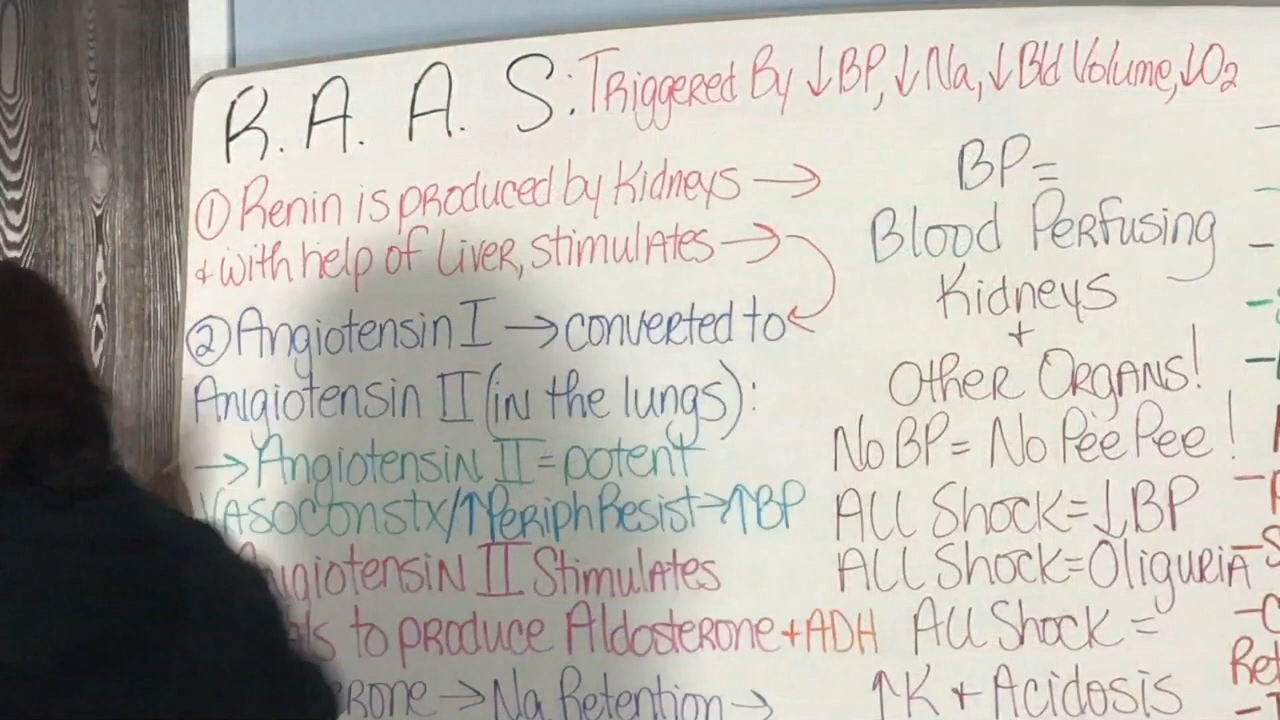 R. A. A. S: Triggered By ↓BP, ↓Na, ↓Bld Volume, ↓O2
① Renin is produced by Kidneys →
+ with help of Liver, stimulates →
② Angiotensin I → converted to
Angiotensin II (in the lungs):
→ Angiotensin II = potent
Vasoconstx/↑Periph Resist → ↑BP
Angiotensin II Stimulates
to produce Aldosterone + ADH
→ Na Retention →
BP =
Blood Perfusing
Kidneys
+
Other Organs!
No BP = No Pee Pee!
All Shock = ↓BP
All Shock = Oliguria
All Shock =
↑K + Acidosis